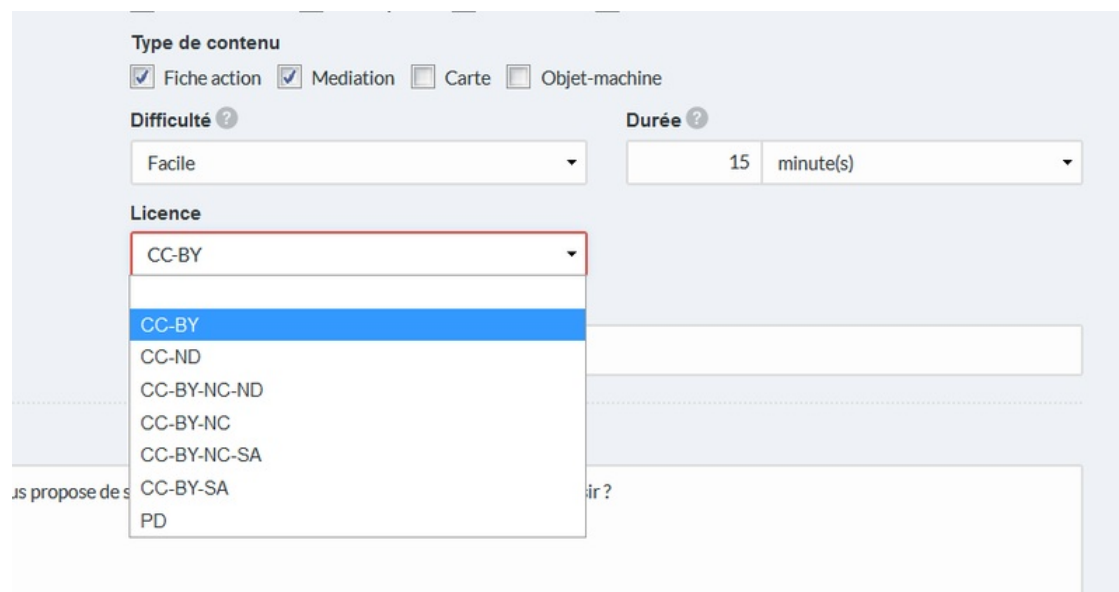 Type de contenu
Fiche action Mediation Carte Objet-machine
Difficulté ? Durée ?
Facile 15 minute(s)
Licence
CC-BY
CC-BY
CC-ND
CC-BY-NC-ND
CC-BY-NC
CC-BY-NC-SA
us propose de s CC-BY-SA ir ?
PD